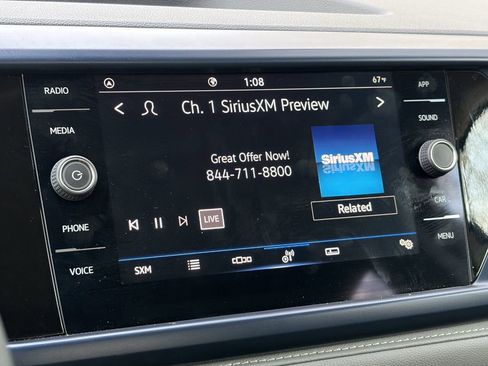 RADIO
MEDIA
PHONE
VOICE
1:08
67°F
Ch. 1 SiriusXM Preview
Great Offer Now!
844-711-8800
SiriusXM
LIVE
Related
SXM
APP
SOUND
CAR
MENU